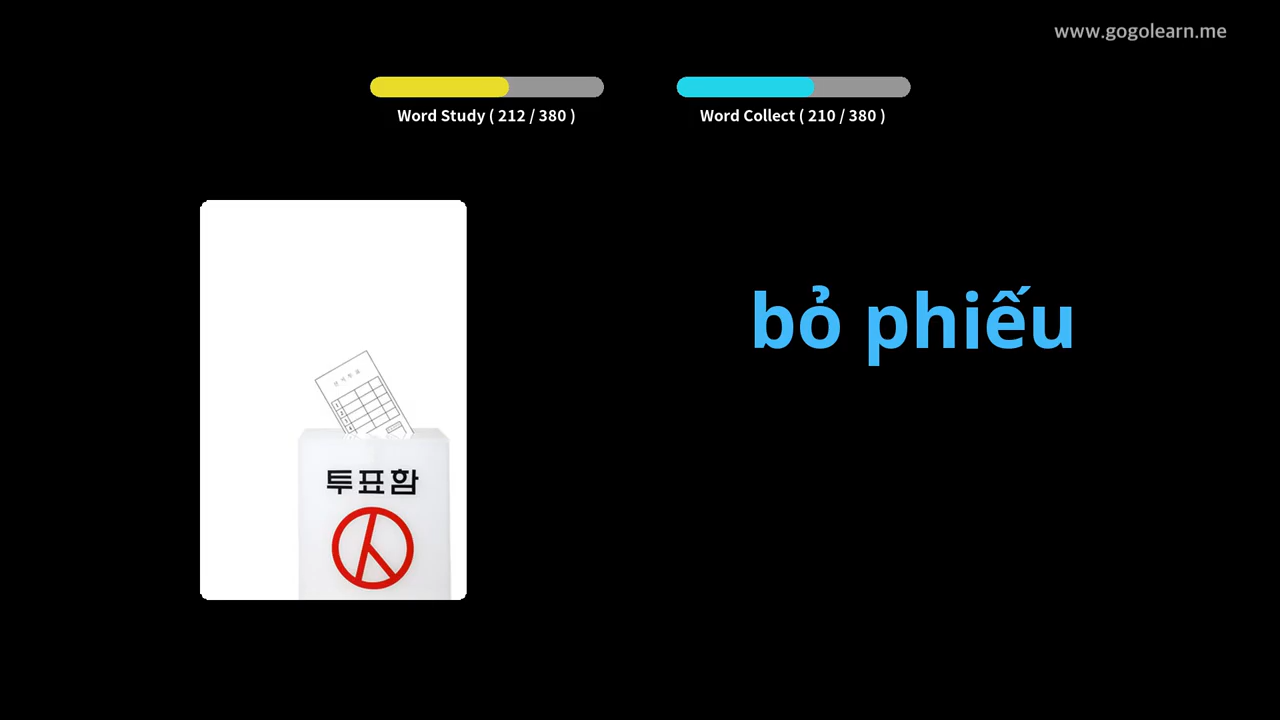 www.gogolearn.me
Word Study ( 212 / 380 )
Word Collect ( 210 / 380 )
bỏ phiếu
투표함